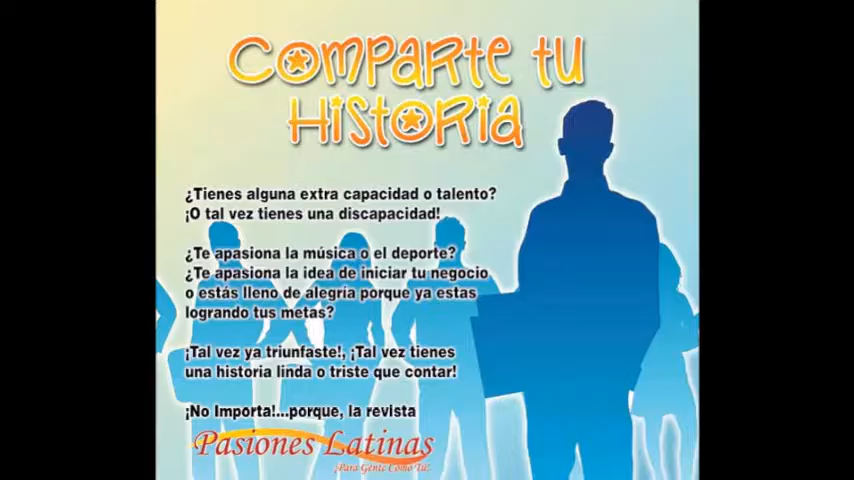 Comparte tu
Historia
¿Tienes alguna extra capacidad o talento?
¡O tal vez tienes una discapacidad!
¿Te apasiona la música o el deporte?
¿Te apasiona la idea de iniciar tu negocio
o estás lleno de alegría porque ya estas
logrando tus metas?
¡Tal vez ya triunfaste!, ¡Tal vez tienes
una historia linda o triste que contar!
¡No Importa!...porque, la revista
Pasiones Latinas
¡Para Gente Como Tú!